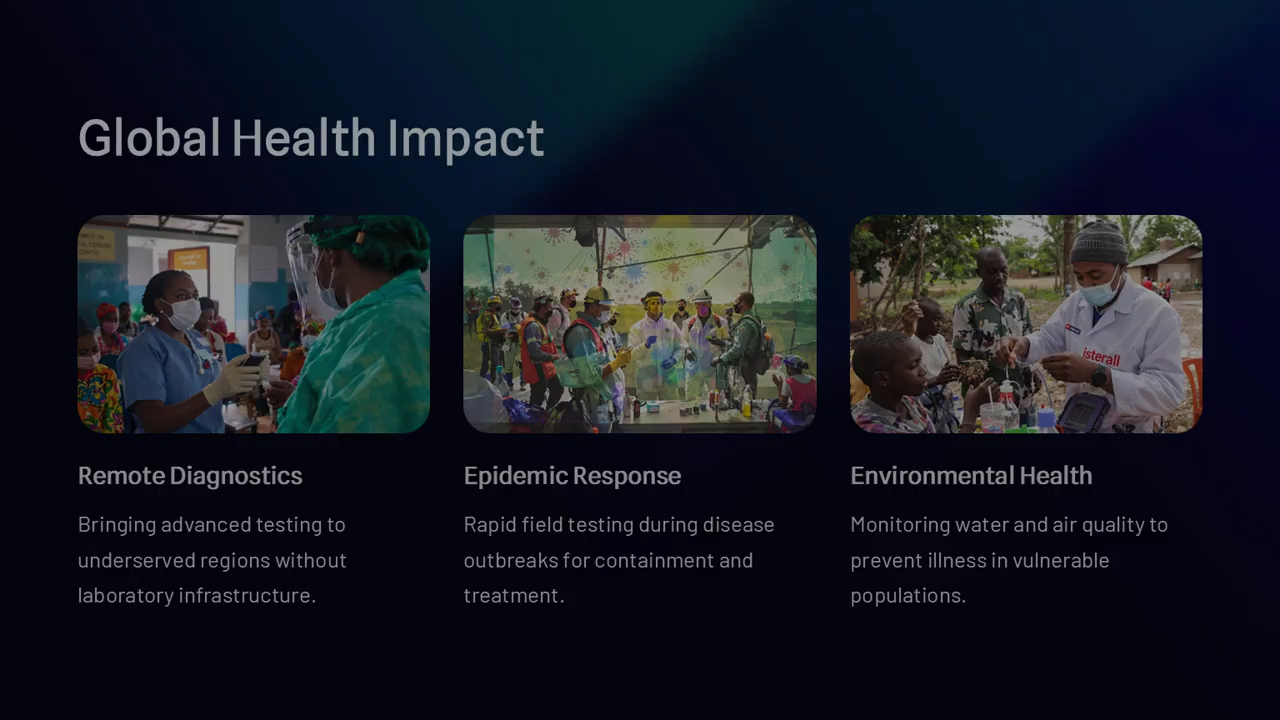 Global Health Impact
isterall
Remote Diagnostics
Bringing advanced testing to
underserved regions without
laboratory infrastructure.
Epidemic Response
Rapid field testing during disease
outbreaks for containment and
treatment.
Environmental Health
Monitoring water and air quality to
prevent illness in vulnerable
populations.